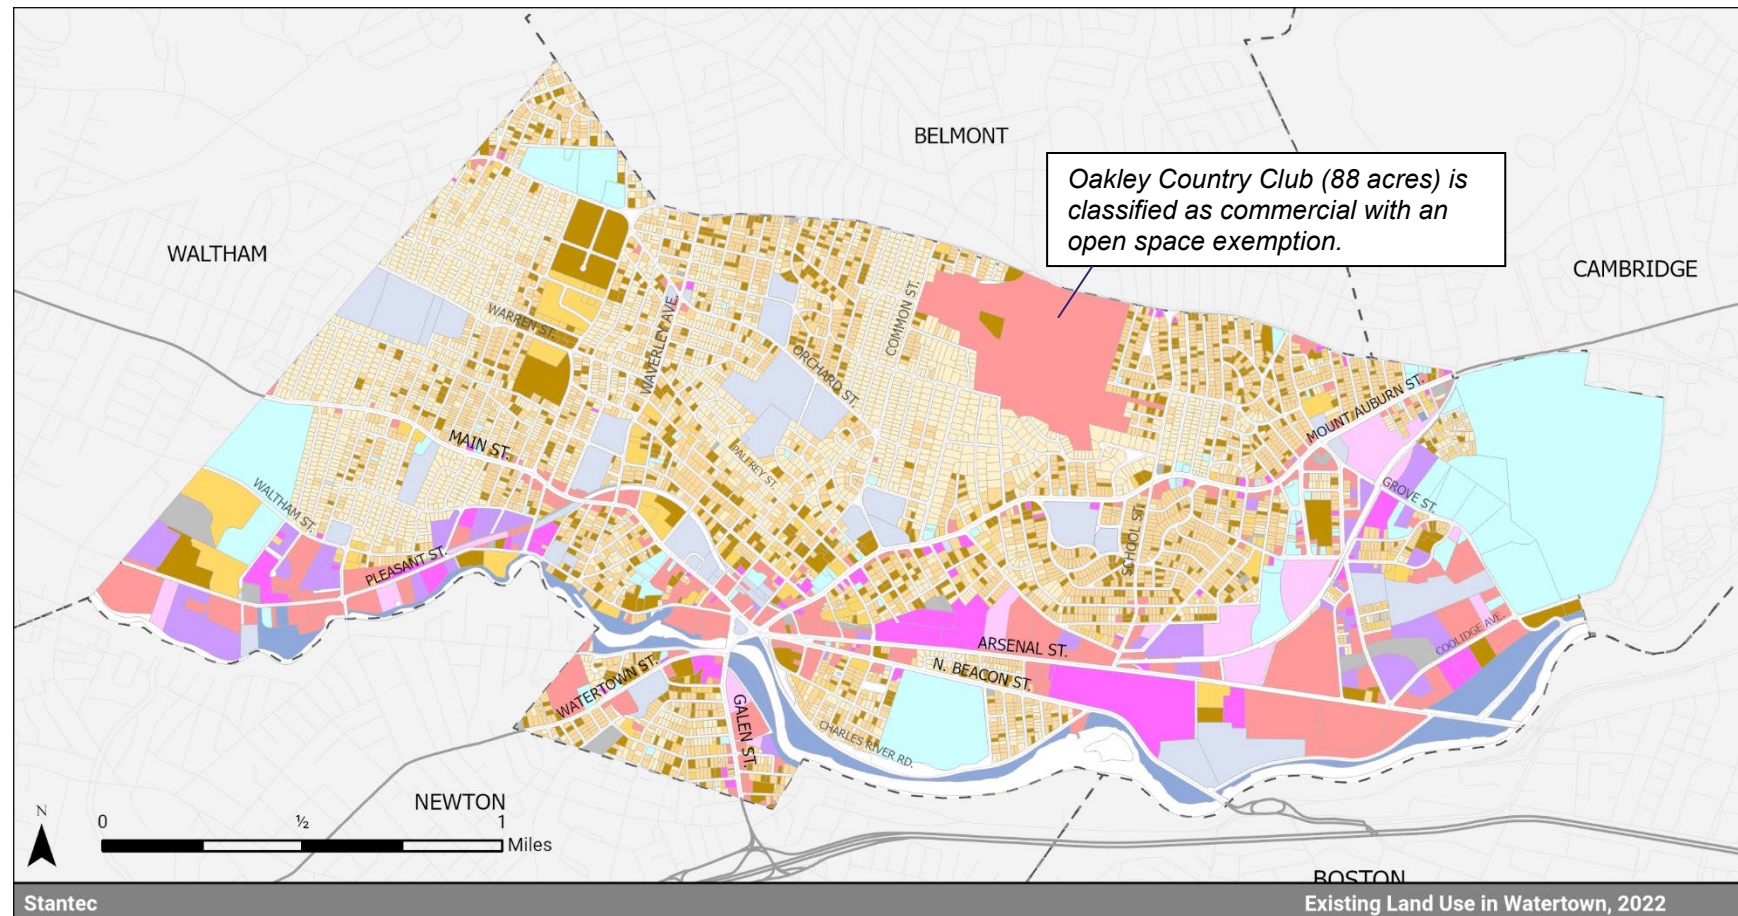 BELMONT
Oakley Country Club (88 acres) is
classified as commercial with an
open space exemption.
WALTHAM
CAMBRIDGE
WARREN ST.
WAVERLEY AVE.
COMMON ST.
ORCHARD ST.
MOUNT AUBURN ST.
MAIN ST.
PALFREY ST.
WALTHAM ST.
GROVE ST.
SCHOOL ST.
PLEASANT ST.
ARSENAL ST.
COOLIDGE AVE.
N. BEACON ST.
WATERTOWN ST.
GALEN ST.
CHARLES RIVER RD.
NEWTON
N
0 ½ 1
Miles
BOSTON
Stantec
Existing Land Use in Watertown, 2022